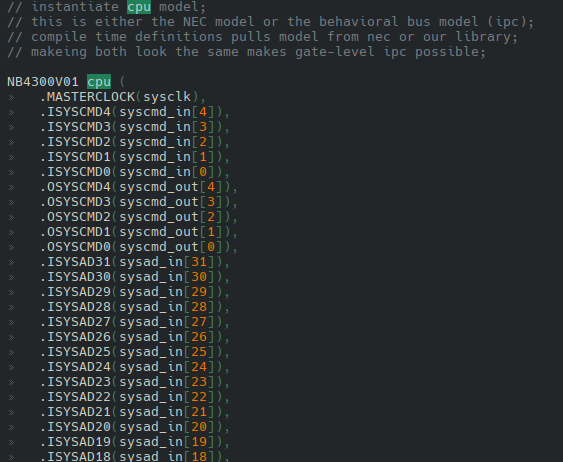 // instantiate cpu model;
// this is either the NEC model or the behavioral bus model (ipc);
// compile time definitions pulls model from nec or our library;
// makeing both look the same makes gate-level ipc possible;

NB4300V01 cpu (
»   .MASTERCLOCK(sysclk),
»   .ISYSCMD4(syscmd_in[4]),
»   .ISYSCMD3(syscmd_in[3]),
»   .ISYSCMD2(syscmd_in[2]),
»   .ISYSCMD1(syscmd_in[1]),
»   .ISYSCMD0(syscmd_in[0]),
»   .OSYSCMD4(syscmd_out[4]),
»   .OSYSCMD3(syscmd_out[3]),
»   .OSYSCMD2(syscmd_out[2]),
»   .OSYSCMD1(syscmd_out[1]),
»   .OSYSCMD0(syscmd_out[0]),
»   .ISYSAD31(sysad_in[31]),
»   .ISYSAD30(sysad_in[30]),
»   .ISYSAD29(sysad_in[29]),
»   .ISYSAD28(sysad_in[28]),
»   .ISYSAD27(sysad_in[27]),
»   .ISYSAD26(sysad_in[26]),
»   .ISYSAD25(sysad_in[25]),
»   .ISYSAD24(sysad_in[24]),
»   .ISYSAD23(sysad_in[23]),
»   .ISYSAD22(sysad_in[22]),
»   .ISYSAD21(sysad_in[21]),
»   .ISYSAD20(sysad_in[20]),
»   .ISYSAD19(sysad_in[19]),
»   .ISYSAD18(sysad_in[18]),